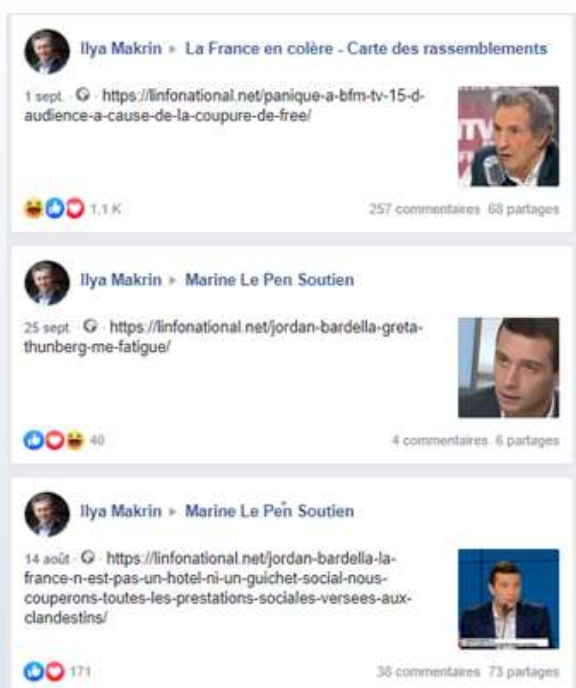 Ilya Makrin ▸ La France en colère - Carte des rassemblements
1 sept. · https://linfonational.net/panique-a-bfm-tv-15-d-
audience-a-cause-de-la-coupure-de-free/
1,1 K 257 commentaires 68 partages
Ilya Makrin ▸ Marine Le Pen Soutien
25 sept. · https://linfonational.net/jordan-bardella-greta-
thunberg-me-fatigue/
40 4 commentaires 6 partages
Ilya Makrin ▸ Marine Le Pen Soutien
14 août · https://linfonational.net/jordan-bardella-la-
france-n-est-pas-un-hotel-ni-un-guichet-social-nous-
couperons-toutes-les-prestations-sociales-versees-aux-
clandestins/
171 36 commentaires 73 partages